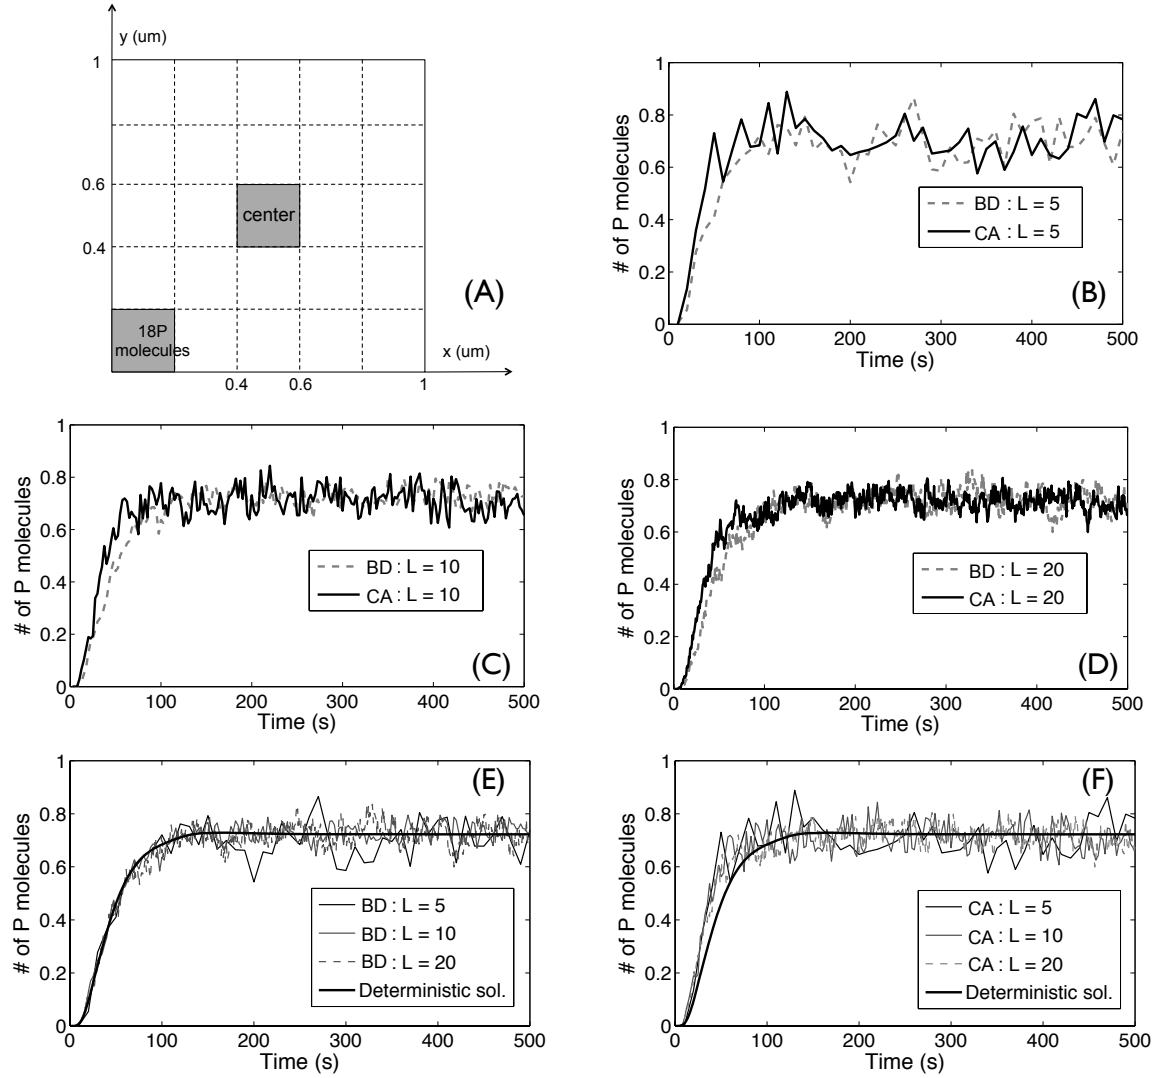 y (um)
1
0.6
center
0.4
(A)
18P
molecules
x (um)
0.4
0.6
1
1
0.8
0.6
0.4
0.2
0
# of P molecules
BD : L = 5
CA : L = 5
(B)
0
100
200
300
400
500
Time (s)
1
0.8
0.6
0.4
0.2
0
# of P molecules
BD : L = 10
CA : L = 10
(C)
0
100
200
300
400
500
Time (s)
1
0.8
0.6
0.4
0.2
0
# of P molecules
BD : L = 20
CA : L = 20
(D)
0
100
200
300
400
500
Time (s)
1
0.8
0.6
0.4
0.2
0
# of P molecules
(E)
BD : L = 5
BD : L = 10
BD : L = 20
Deterministic sol.
0
100
200
300
400
500
Time (s)
1
0.8
0.6
0.4
0.2
0
# of P molecules
(F)
CA : L = 5
CA : L = 10
CA : L = 20
Deterministic sol.
0
100
200
300
400
500
Time (s)